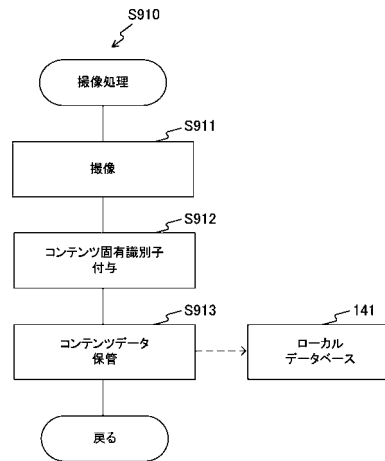 S910
撮像処理
S911
撮像
S912
コンテンツ固有識別子
付与
S913
コンテンツデータ
保管
141
ローカル
データベース
戻る